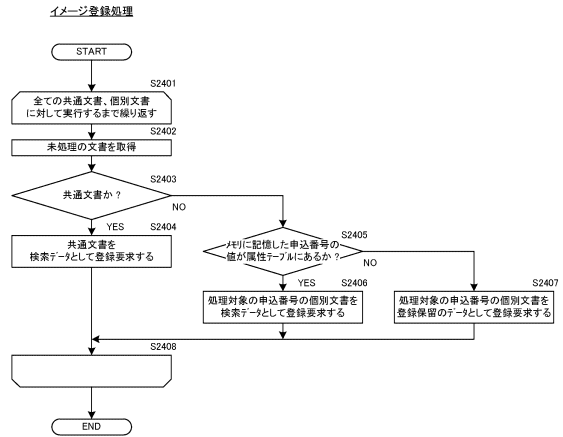 イメージ登録処理
START
S2401
全ての共通文書、個別文書
に対して実行するまで繰り返す
S2402
未処理の文書を取得
S2403
共通文書か？
NO
YES
S2404
共通文書を
検索データとして登録要求する
S2405
メモリに記憶した申込番号の
値が属性テーブルにあるか？
NO
YES
S2406
処理対象の申込番号の個別文書を
検索データとして登録要求する
S2407
処理対象の申込番号の個別文書を
登録保留のデータとして登録要求する
S2408
END